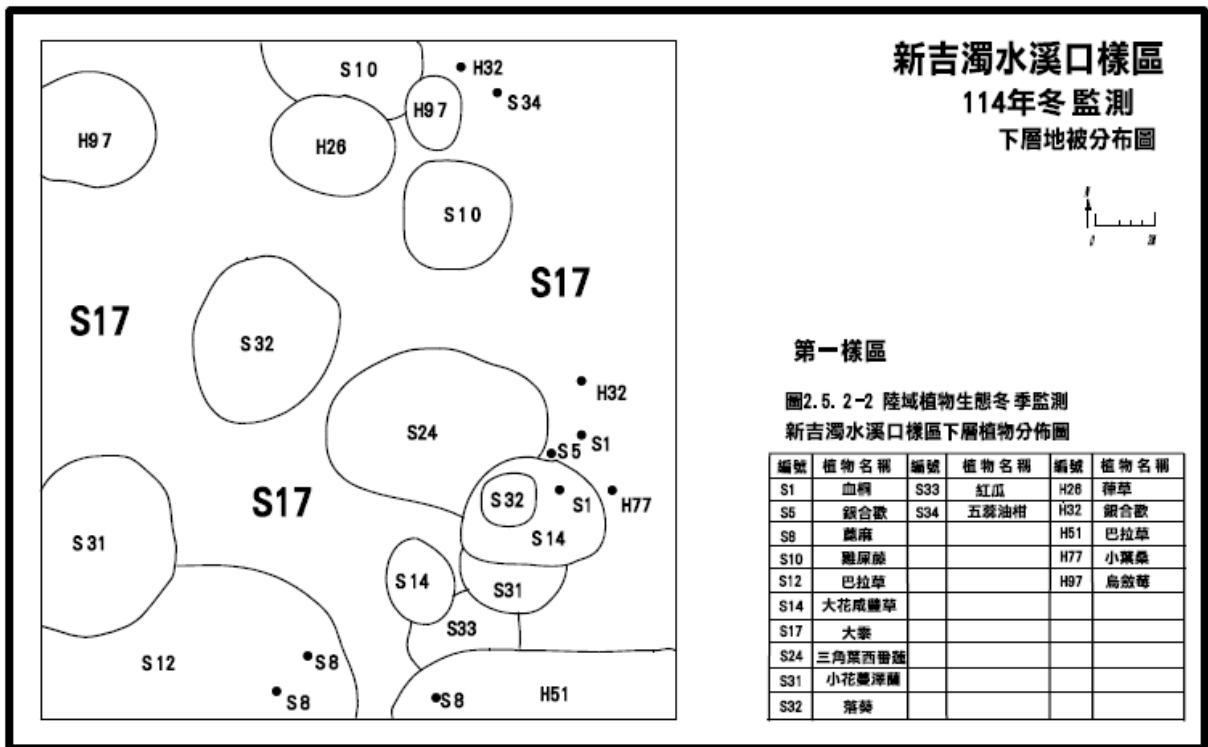 新吉濁水溪口樣區
114年冬監測
下層地被分布圖
N
0
S10
H32
S34
H97
H97
H26
S10
S17
S17
S32
H32
S24
S1
S5
S32
S1
H77
S17
S14
S31
S14
S31
S33
S12
S8
S8
S8
H51
第一樣區
圖2.5.2-2 陸域植物生態冬季監測
新吉濁水溪口樣區下層植物分佈圖
編號 植物名稱 編號 植物名稱 編號 植物名稱
S1 血桐 S33 紅瓜 H26 葎草
S5 銀合歡 S34 五蕊油柑 H32 銀合歡
S8 蓖麻 H51 巴拉草
S10 雞屎藤 H77 小葉桑
S12 巴拉草 H97 烏斂莓
S14 大花咸豐草
S17 大黍
S24 三角葉西番蓮
S31 小花蔓澤蘭
S32 落葵